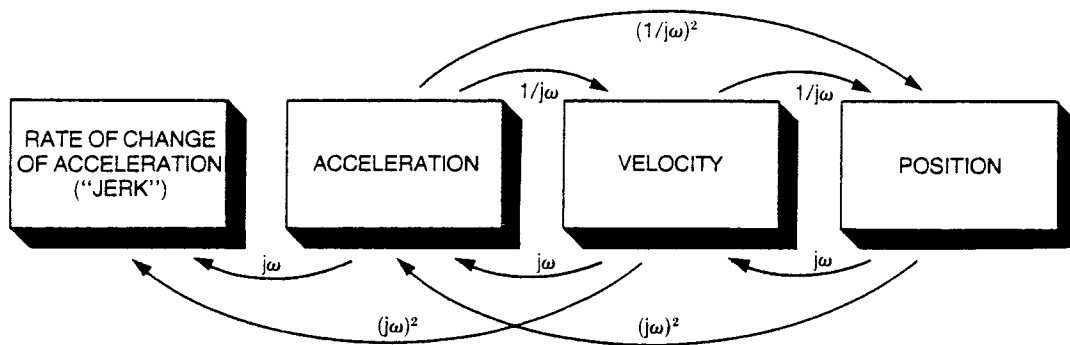 (1/jω)²
1/jω
1/jω
RATE OF CHANGE
OF ACCELERATION
("JERK")
ACCELERATION
VELOCITY
POSITION
jω
jω
jω
(jω)²
(jω)²